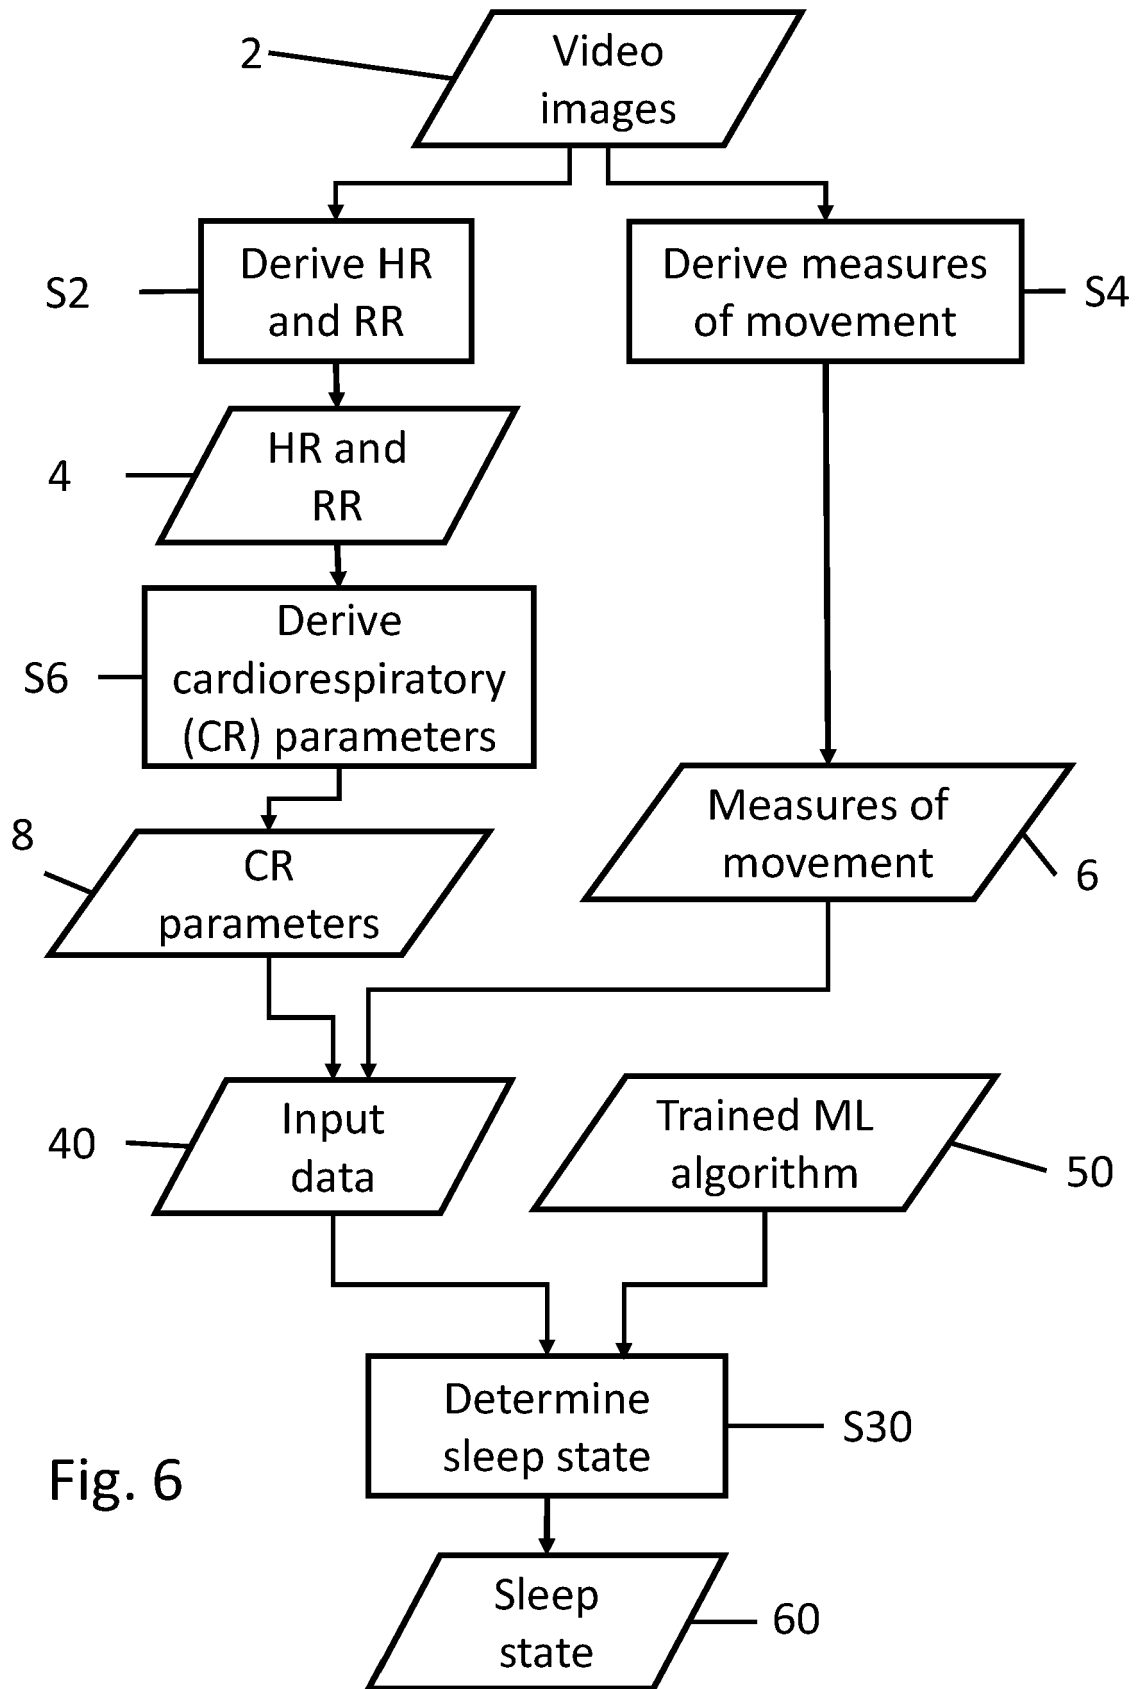 2
Video
images
S2
Derive HR
and RR
Derive measures
of movement
S4
4
HR and
RR
S6
Derive
cardiorespiratory
(CR) parameters
8
CR
parameters
Measures of
movement
6
40
Input
data
Trained ML
algorithm
50
Determine
sleep state
S30
Fig. 6
Sleep
state
60